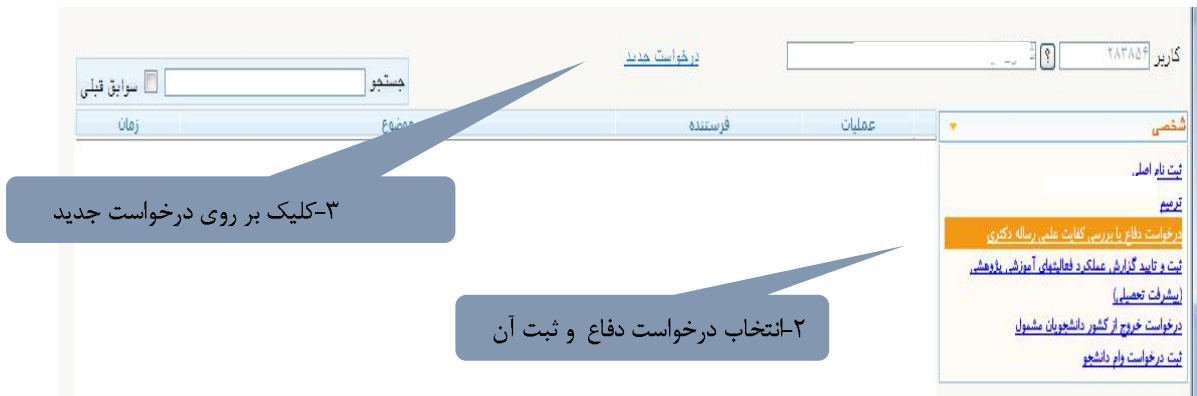 کاربر ۲۸۳۸۵۶ ؟
درخواست جدید
جستجو سوابق قبلی
شخصی
عملیات فرستنده موضوع زمان
ثبت نام اصلی
ترمیم
درخواست دفاع یا بررسی کفایت علمی رساله دکتری
ثبت و تایید گزارش عملکرد فعالیتهای آموزشی پژوهشی
(پیشرفت تحصیلی)
درخواست خروج از کشور دانشجویان مشمول
ثبت درخواست وام دانشجو
۳-کلیک بر روی درخواست جدید
۲-انتخاب درخواست دفاع و ثبت آن